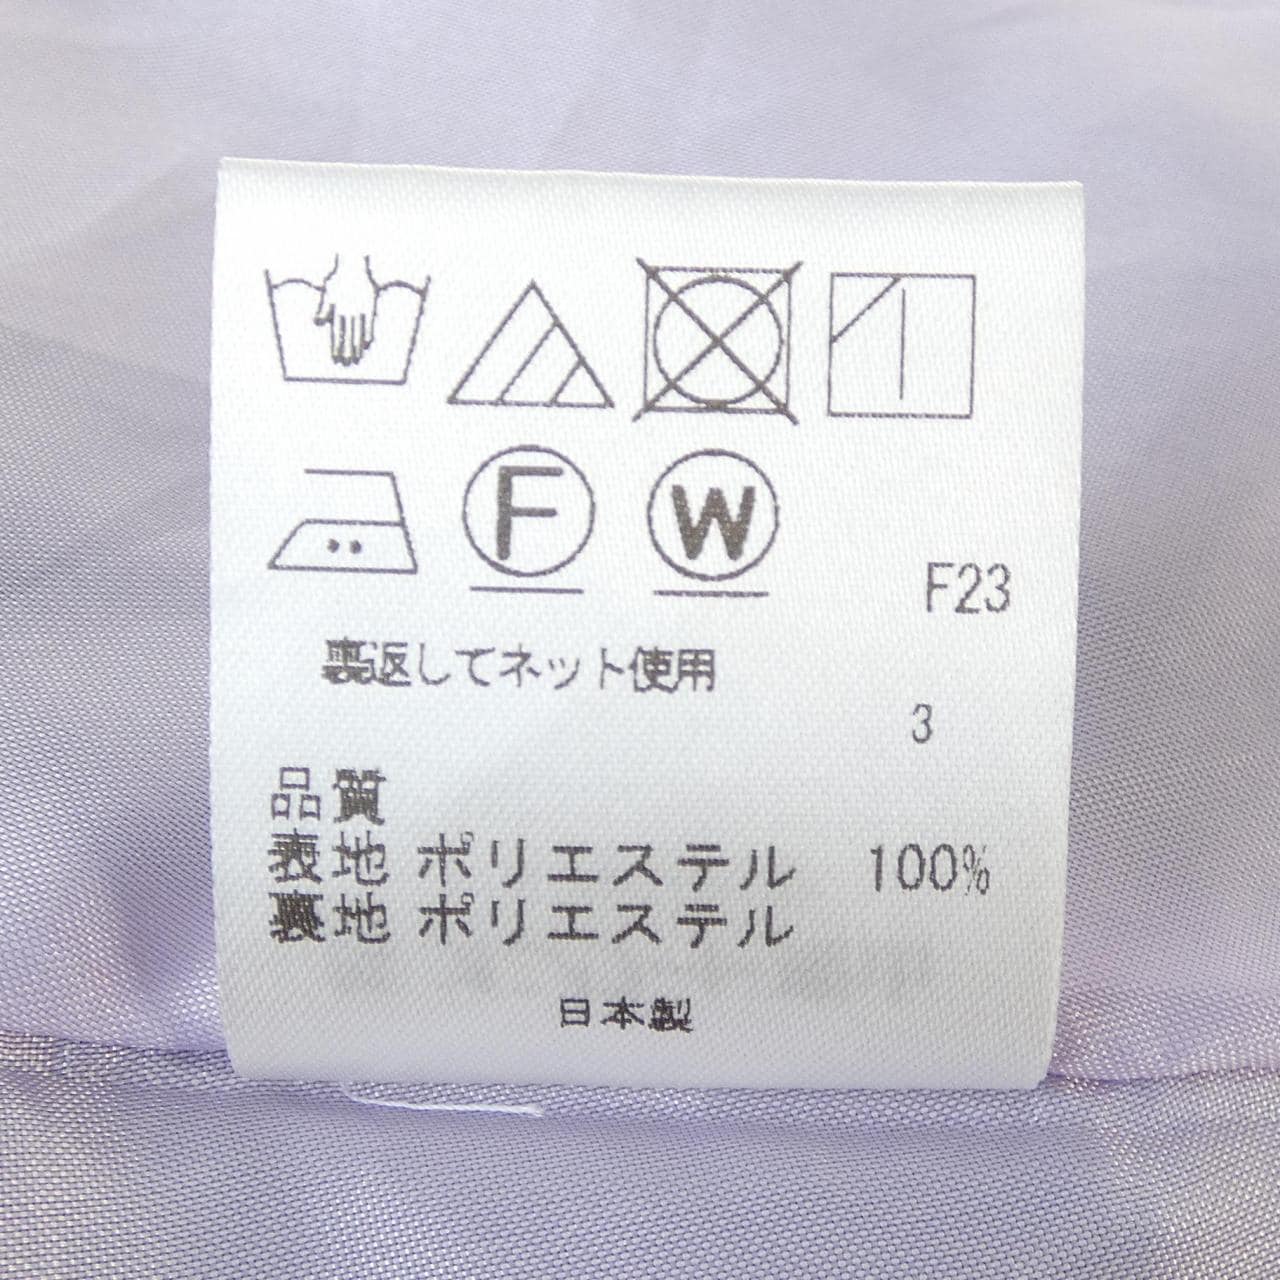 F W
F23
裏返してネット使用
3
品質
表地 ポリエステル 100%
裏地 ポリエステル
日本製